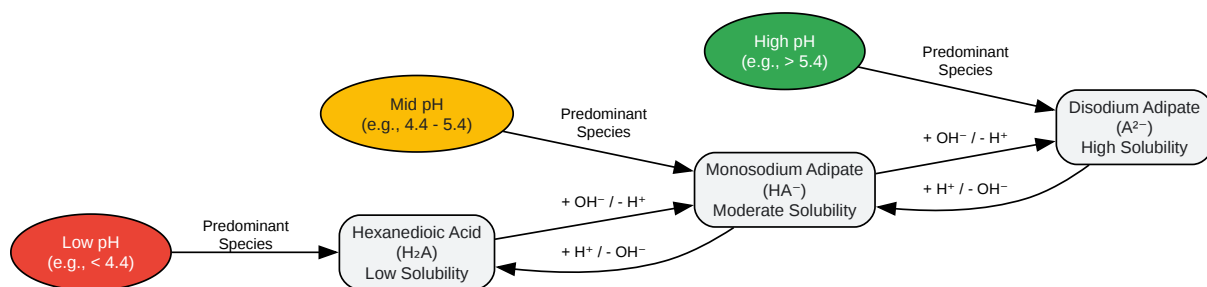 High pH
(e.g., > 5.4)
Predominant
Species
Disodium Adipate
(A²⁻)
High Solubility
Mid pH
(e.g., 4.4 - 5.4)
Predominant
Species
+ OH⁻ / - H⁺
Monosodium Adipate
(HA⁻)
Moderate Solubility
+ H⁺ / - OH⁻
Low pH
(e.g., < 4.4)
Predominant
Species
Hexanedioic Acid
(H₂A)
Low Solubility
+ OH⁻ / - H⁺
+ H⁺ / - OH⁻